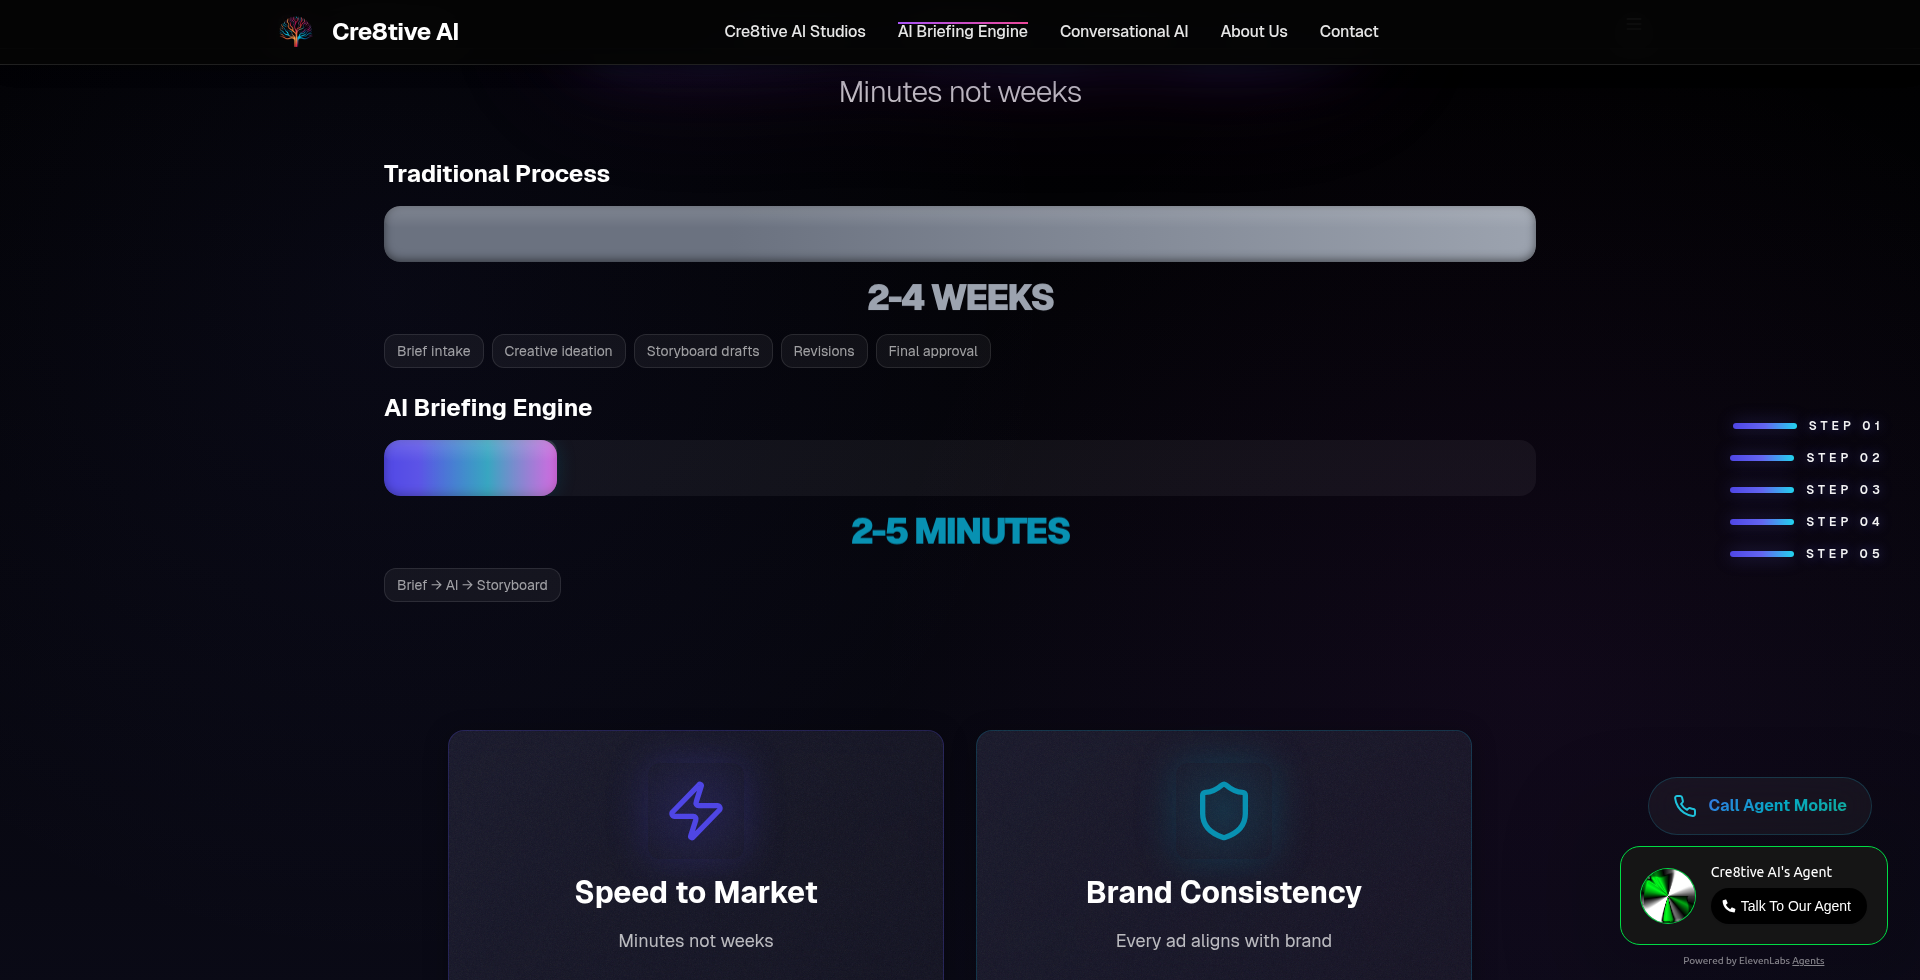 Cre8tive AI
Cre8tive AI Studios
AI Briefing Engine
Conversational AI
About Us
Contact
Minutes not weeks
Traditional Process
2-4 WEEKS
Brief intake
Creative ideation
Storyboard drafts
Revisions
Final approval
AI Briefing Engine
2-5 MINUTES
Brief → AI → Storyboard
STEP 01
STEP 02
STEP 03
STEP 04
STEP 05
Speed to Market
Minutes not weeks
Brand Consistency
Every ad aligns with brand
Call Agent Mobile
Cre8tive AI's Agent
Talk To Our Agent
Powered by ElevenLabs Agents